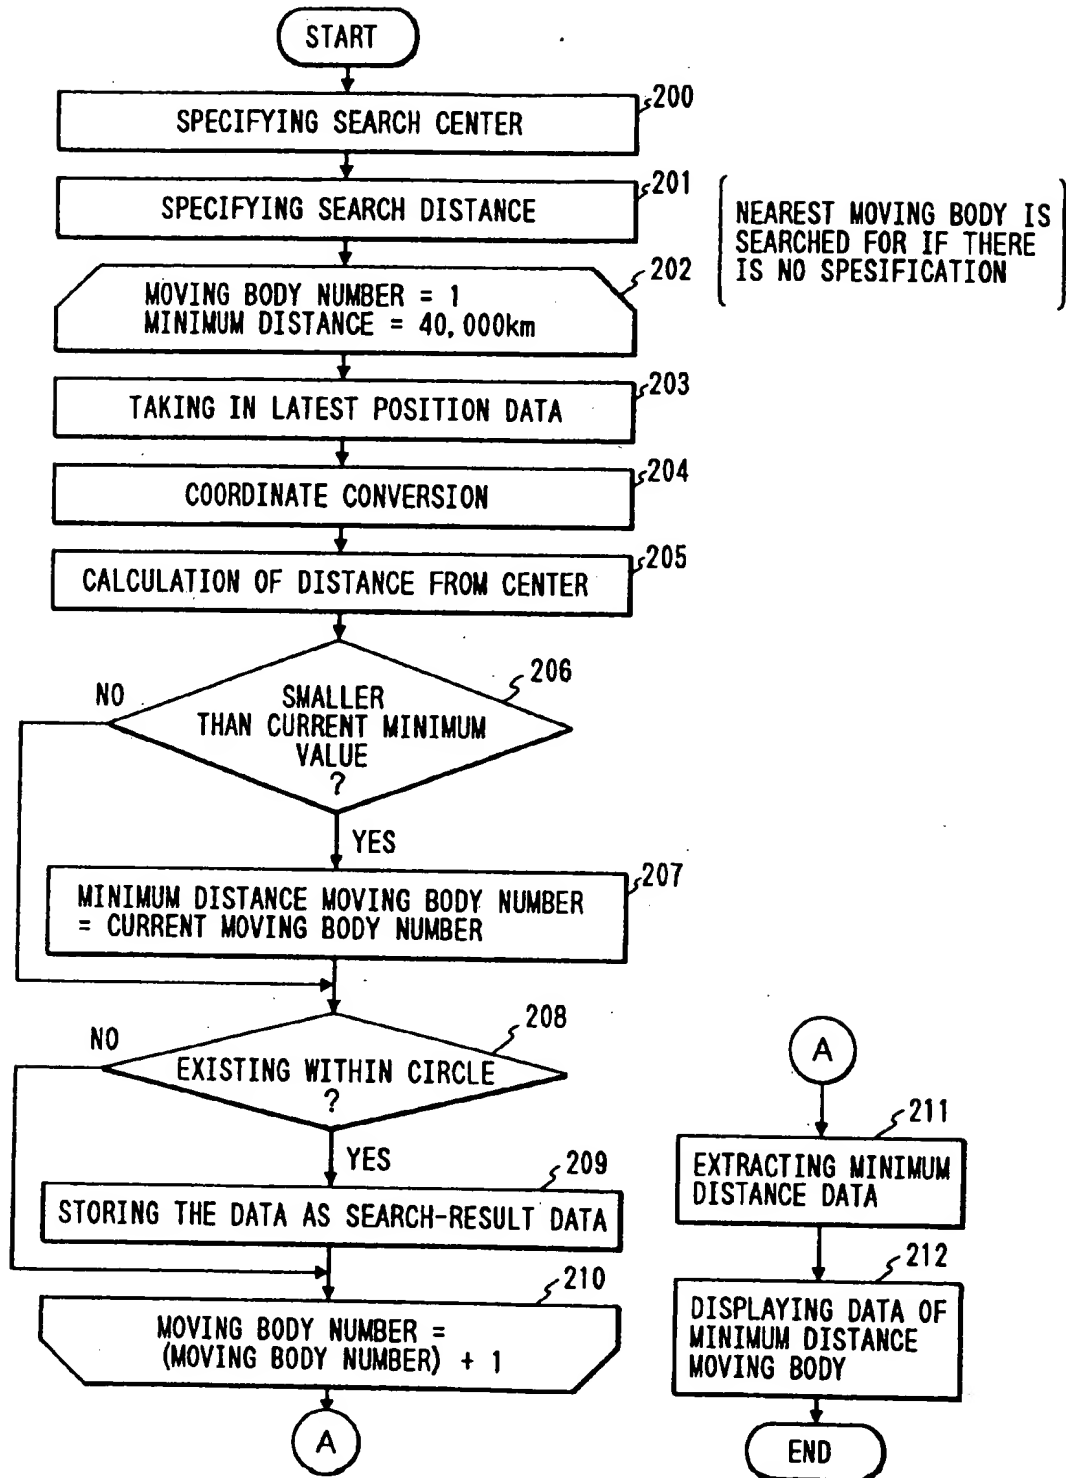 START
200
SPECIFYING SEARCH CENTER
201
SPECIFYING SEARCH DISTANCE
NEAREST MOVING BODY IS
SEARCHED FOR IF THERE
IS NO SPESIFICATION
202
MOVING BODY NUMBER = 1
MINIMUM DISTANCE = 40,000km
203
TAKING IN LATEST POSITION DATA
204
COORDINATE CONVERSION
205
CALCULATION OF DISTANCE FROM CENTER
206
NO
SMALLER
THAN CURRENT MINIMUM
VALUE
?
YES
207
MINIMUM DISTANCE MOVING BODY NUMBER
= CURRENT MOVING BODY NUMBER
208
NO
EXISTING WITHIN CIRCLE
?
YES
209
STORING THE DATA AS SEARCH-RESULT DATA
210
MOVING BODY NUMBER =
(MOVING BODY NUMBER) + 1
A
A
211
EXTRACTING MINIMUM
DISTANCE DATA
212
DISPLAYING DATA OF
MINIMUM DISTANCE
MOVING BODY
END